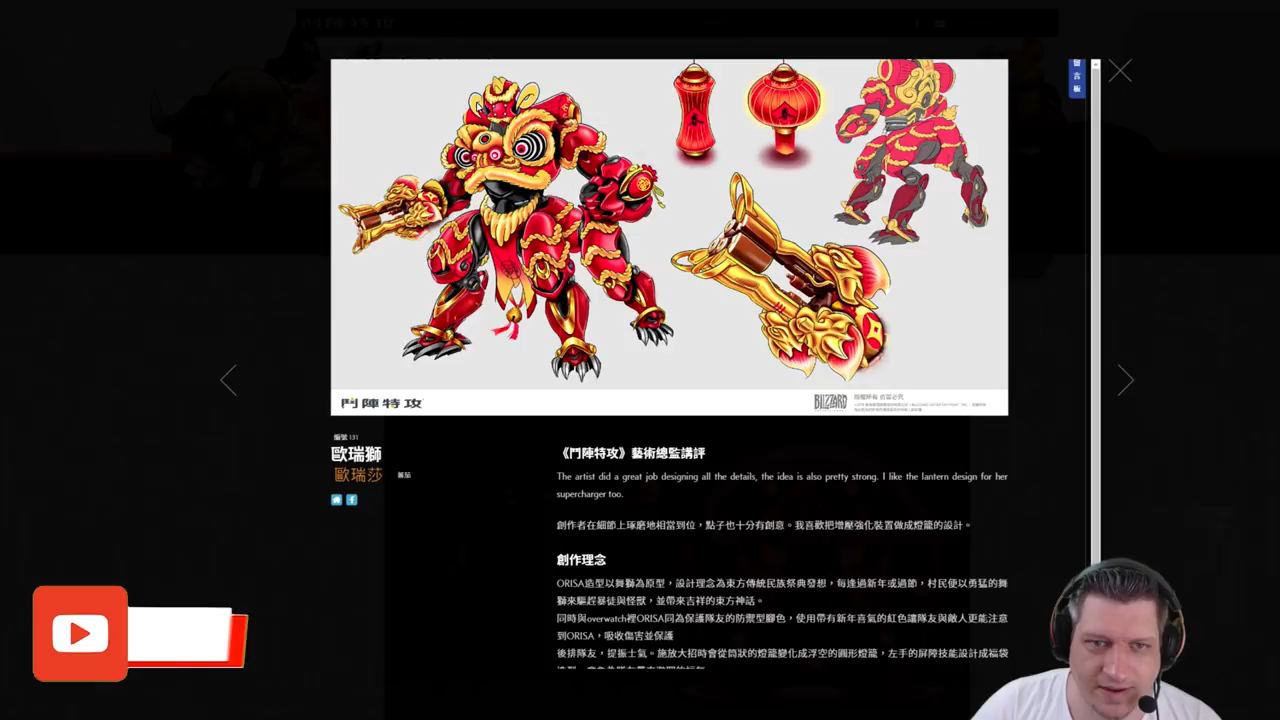 留
言
板
春
春
鬥陣特攻
BLIZZARD
版權所有 翻製必究
編號 131
歐瑞獅
歐瑞莎
《鬥陣特攻》藝術總監講評
The artist did a great job designing all the details, the idea is also pretty strong. I like the lantern design for her
supercharger too.
創作者在細節上琢磨地相當到位，點子也十分有創意。我喜歡把增壓強化裝置做成燈籠的設計。
創作理念
ORISA造型以舞獅為原型，設計理念為東方傳統民族祭典發想，每逢過新年或過節，村民便以勇猛的舞
獅來驅趕暴徒與怪獸，並帶來吉祥的東方神話。
同時與overwatch裡ORISA同為保護隊友的防禦型腳色，使用帶有新年喜氣的紅色讓隊友與敵人更能注意
到ORISA，吸收傷害並保護
後排隊友，提振士氣。施放大招時會從筒狀的燈籠變化成浮空的圓形燈籠，左手的屏障技能設計成福袋